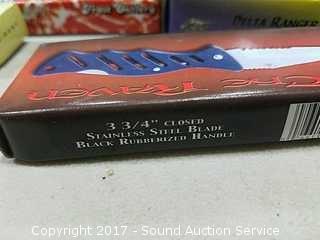 DELTA RANGER
The Raven
3 3/4" CLOSED
STAINLESS STEEL BLADE
BLACK RUBBERIZED HANDLE
Copyright 2017 - Sound Auction Service